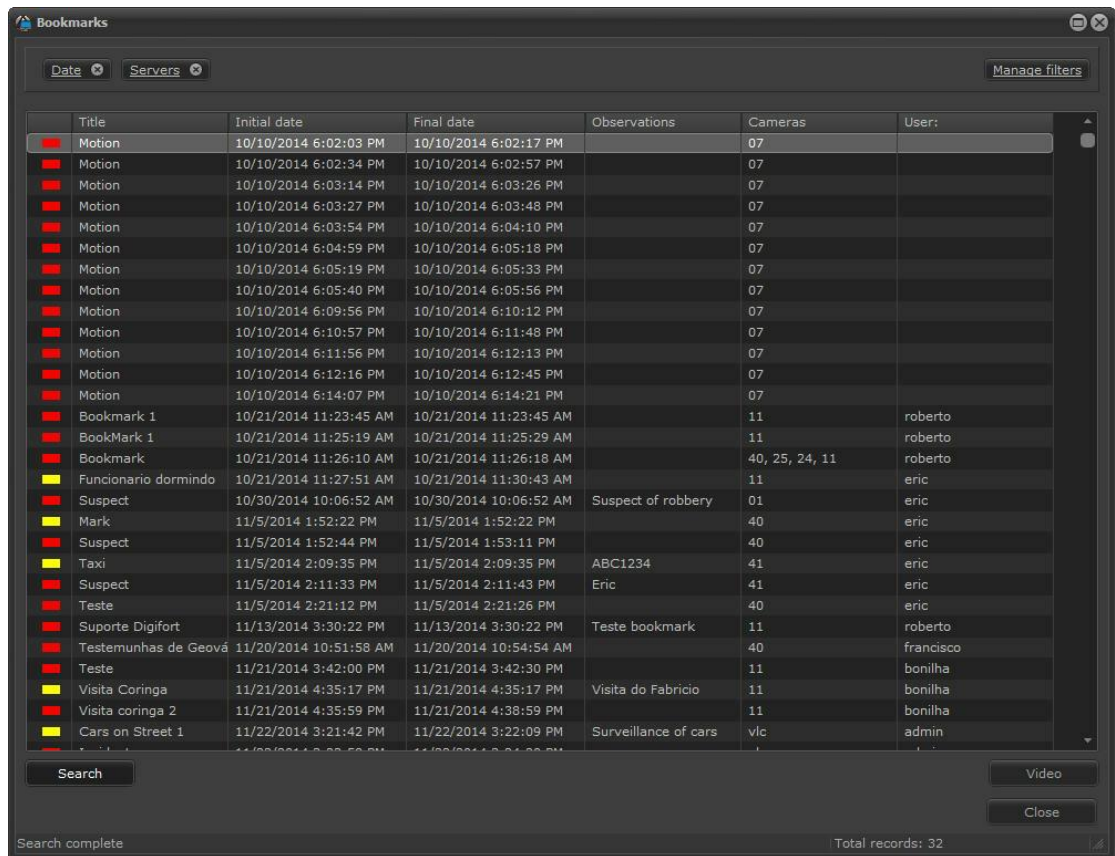 Bookmarks
Date Servers Manage filters
Title Initial date Final date Observations Cameras User:
Motion 10/10/2014 6:02:03 PM 10/10/2014 6:02:17 PM 07
Motion 10/10/2014 6:02:34 PM 10/10/2014 6:02:57 PM 07
Motion 10/10/2014 6:03:14 PM 10/10/2014 6:03:26 PM 07
Motion 10/10/2014 6:03:27 PM 10/10/2014 6:03:48 PM 07
Motion 10/10/2014 6:03:54 PM 10/10/2014 6:04:10 PM 07
Motion 10/10/2014 6:04:59 PM 10/10/2014 6:05:18 PM 07
Motion 10/10/2014 6:05:19 PM 10/10/2014 6:05:33 PM 07
Motion 10/10/2014 6:05:40 PM 10/10/2014 6:05:56 PM 07
Motion 10/10/2014 6:09:56 PM 10/10/2014 6:10:12 PM 07
Motion 10/10/2014 6:10:57 PM 10/10/2014 6:11:48 PM 07
Motion 10/10/2014 6:11:56 PM 10/10/2014 6:12:13 PM 07
Motion 10/10/2014 6:12:16 PM 10/10/2014 6:12:45 PM 07
Motion 10/10/2014 6:14:07 PM 10/10/2014 6:14:21 PM 07
Bookmark 1 10/21/2014 11:23:45 AM 10/21/2014 11:23:45 AM 11 roberto
BookMark 1 10/21/2014 11:25:19 AM 10/21/2014 11:25:29 AM 11 roberto
Bookmark 10/21/2014 11:26:10 AM 10/21/2014 11:26:18 AM 40, 25, 24, 11 roberto
Funcionario dormindo 10/21/2014 11:27:51 AM 10/21/2014 11:30:43 AM 11 eric
Suspect 10/30/2014 10:06:52 AM 10/30/2014 10:06:52 AM Suspect of robbery 01 eric
Mark 11/5/2014 1:52:22 PM 11/5/2014 1:52:22 PM 40 eric
Suspect 11/5/2014 1:52:44 PM 11/5/2014 1:53:11 PM 40 eric
Taxi 11/5/2014 2:09:35 PM 11/5/2014 2:09:35 PM ABC1234 41 eric
Suspect 11/5/2014 2:11:33 PM 11/5/2014 2:11:43 PM Eric 41 eric
Teste 11/5/2014 2:21:12 PM 11/5/2014 2:21:26 PM 40 eric
Suporte Digifort 11/13/2014 3:30:22 PM 11/13/2014 3:30:22 PM Teste bookmark 11 roberto
Testemunhas de Geová 11/20/2014 10:51:58 AM 11/20/2014 10:54:54 AM 40 francisco
Teste 11/21/2014 3:42:00 PM 11/21/2014 3:42:30 PM 11 bonilha
Visita Coringa 11/21/2014 4:35:17 PM 11/21/2014 4:35:17 PM Visita do Fabricio 11 bonilha
Visita coringa 2 11/21/2014 4:35:59 PM 11/21/2014 4:38:59 PM 11 bonilha
Cars on Street 1 11/22/2014 3:21:42 PM 11/22/2014 3:22:09 PM Surveillance of cars vlc admin
Search Video
Close
Search complete Total records: 32